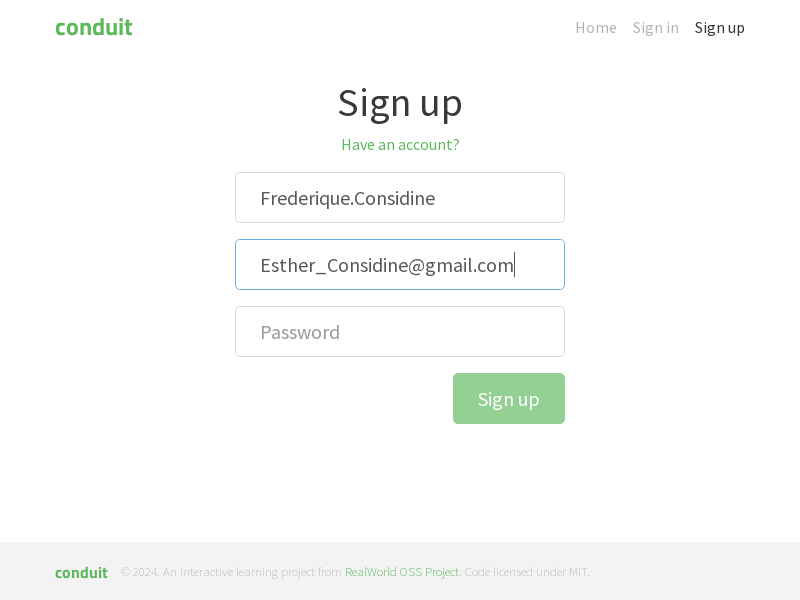 conduit
Home Sign in Sign up
Sign up
Have an account?
Frederique.Considine
Esther_Considine@gmail.com
Password
Sign up
conduit © 2024. An interactive learning project from RealWorld OSS Project. Code licensed under MIT.